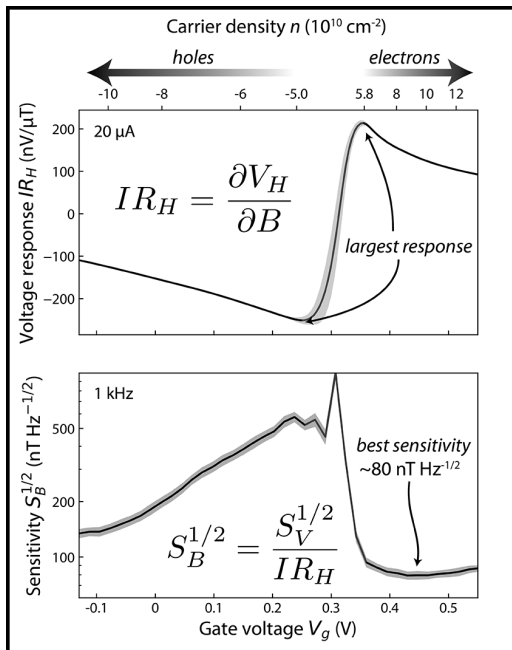 Carrier density n (10¹⁰ cm⁻²)
holes electrons
-10 -8 -6 -5.0 5.8 8 10 12
20 µA
200
100
0
−100
−200
Voltage response IR_H (nV/µT)
IR_H = ∂V_H / ∂B
largest response
1 kHz
500
200
100
Sensitivity S_B^1/2 (nT Hz^−1/2)
best sensitivity
~80 nT Hz^-1/2
S_B^1/2 = S_V^1/2 / IR_H
-0.1 0 0.1 0.2 0.3 0.4 0.5
Gate voltage V_g (V)